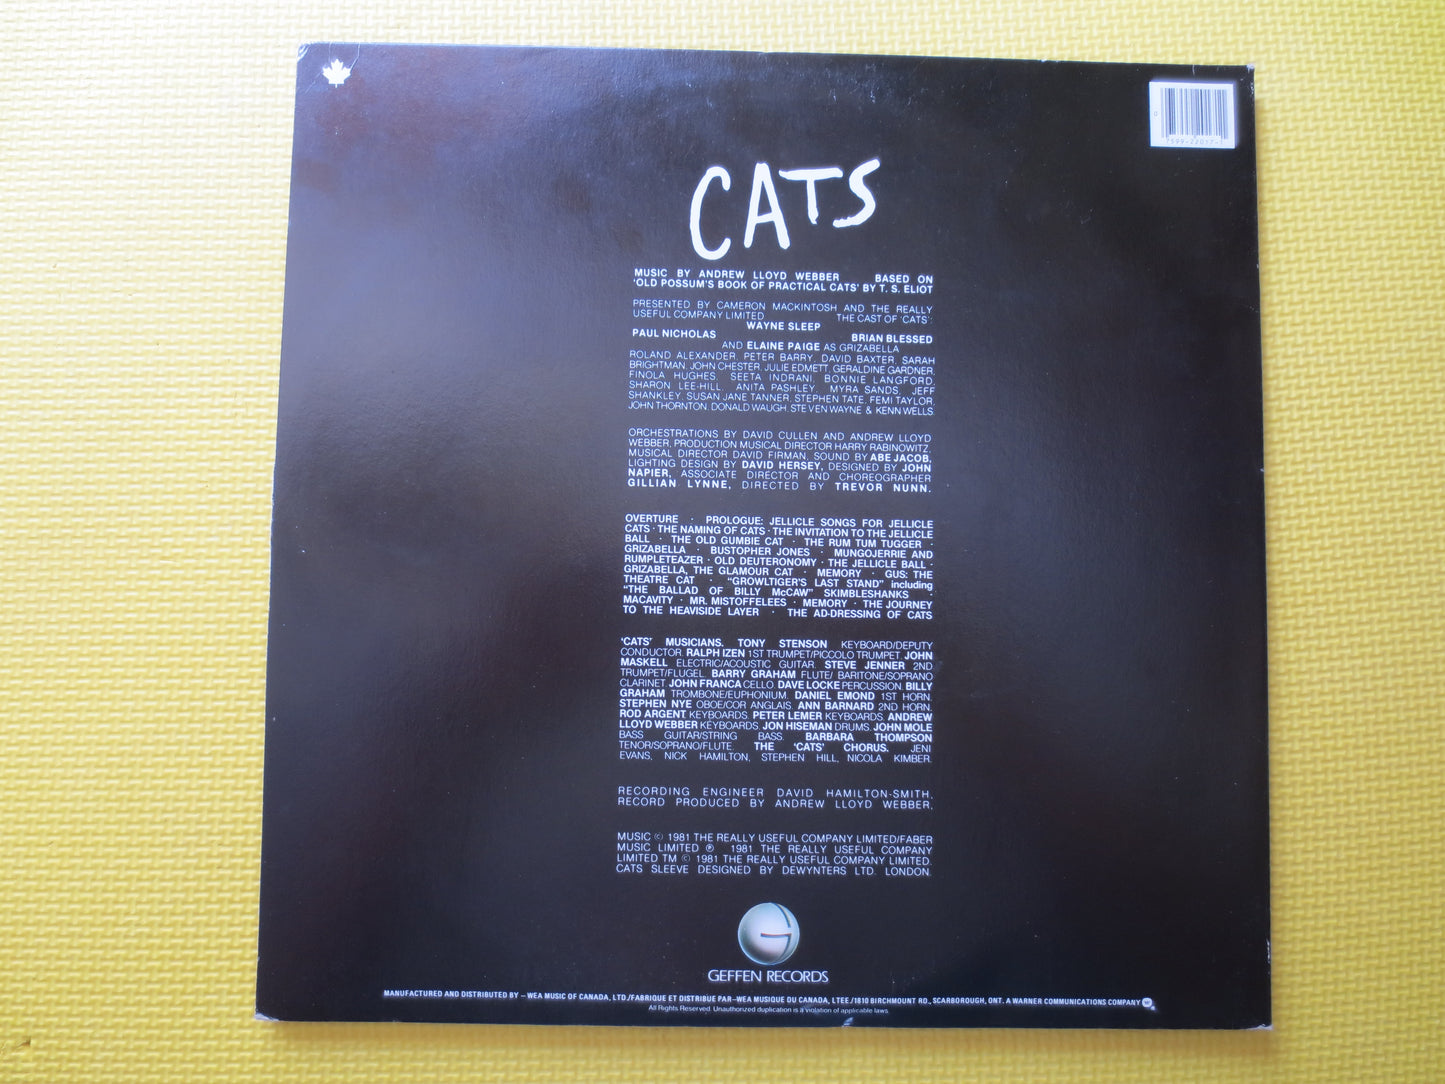 0
7599-22017-1
CATS
MUSIC BY ANDREW LLOYD WEBBER BASED ON
'OLD POSSUM'S BOOK OF PRACTICAL CATS' BY T. S. ELIOT
PRESENTED BY CAMERON MACKINTOSH AND THE REALLY
USEFUL COMPANY LIMITED THE CAST OF 'CATS':
WAYNE SLEEP
PAUL NICHOLAS BRIAN BLESSED
AND ELAINE PAIGE AS GRIZABELLA
ROLAND ALEXANDER, PETER BARRY, DAVID BAXTER, SARAH
BRIGHTMAN, JOHN CHESTER, JULIE EDMETT, GERALDINE GARDNER,
FINOLA HUGHES, SEETA INDRANI, BONNIE LANGFORD,
SHARON LEE-HILL, ANITA PASHLEY, MYRA SANDS, JEFF
SHANKLEY, SUSAN JANE TANNER, STEPHEN TATE, FEMI TAYLOR,
JOHN THORNTON, DONALD WAUGH, STEVEN WAYNE & KENN WELLS
ORCHESTRATIONS BY DAVID CULLEN AND ANDREW LLOYD
WEBBER, PRODUCTION MUSICAL DIRECTOR HARRY RABINOWITZ,
MUSICAL DIRECTOR DAVID FIRMAN, SOUND BY ABE JACOB,
LIGHTING DESIGN BY DAVID HERSEY, DESIGNED BY JOHN
NAPIER, ASSOCIATE DIRECTOR AND CHOREOGRAPHER
GILLIAN LYNNE, DIRECTED BY TREVOR NUNN.
OVERTURE · PROLOGUE: JELLICLE SONGS FOR JELLICLE
CATS · THE NAMING OF CATS · THE INVITATION TO THE JELLICLE
BALL · THE OLD GUMBIE CAT · THE RUM TUM TUGGER ·
GRIZABELLA · BUSTOPHER JONES · MUNGOJERRIE AND
RUMPLETEAZER · OLD DEUTERONOMY · THE JELLICLE BALL ·
GRIZABELLA, THE GLAMOUR CAT · MEMORY · GUS: THE
THEATRE CAT · "GROWLTIGER'S LAST STAND" including
"THE BALLAD OF BILLY McCAW" SKIMBLESHANKS ·
MACAVITY · MR. MISTOFFELEES · MEMORY · THE JOURNEY
TO THE HEAVISIDE LAYER · THE AD-DRESSING OF CATS
'CATS' MUSICIANS. TONY STENSON KEYBOARD/DEPUTY
CONDUCTOR. RALPH IZEN 1ST TRUMPET/PICCOLO TRUMPET. JOHN
MASKELL ELECTRIC/ACOUSTIC GUITAR. STEVE JENNER 2ND
TRUMPET/FLUGEL. BARRY GRAHAM FLUTE/ BARITONE/SOPRANO
CLARINET. JOHN FRANCA CELLO. DAVE LOCKE PERCUSSION. BILLY
GRAHAM TROMBONE/EUPHONIUM. DANIEL EMOND 1ST HORN.
STEPHEN NYE OBOE/COR ANGLAIS. ANN BARNARD 2ND HORN.
ROD ARGENT KEYBOARDS. PETER LEMER KEYBOARDS. ANDREW
LLOYD WEBBER KEYBOARDS. JON HISEMAN DRUMS. JOHN MOLE
BASS GUITAR/STRING BASS. BARBARA THOMPSON
TENOR/SOPRANO/FLUTE. THE 'CATS' CHORUS. JENI
EVANS, NICK HAMILTON, STEPHEN HILL, NICOLA KIMBER.
RECORDING ENGINEER DAVID HAMILTON-SMITH,
RECORD PRODUCED BY ANDREW LLOYD WEBBER,
MUSIC © 1981 THE REALLY USEFUL COMPANY LIMITED/FABER
MUSIC LIMITED ℗ 1981 THE REALLY USEFUL COMPANY
LIMITED TM © 1981 THE REALLY USEFUL COMPANY LIMITED.
CATS SLEEVE DESIGNED BY DEWYNTERS LTD. LONDON.
GEFFEN RECORDS
MANUFACTURED AND DISTRIBUTED BY – WEA MUSIC OF CANADA, LTD./FABRIQUE ET DISTRIBUE PAR–WEA MUSIQUE DU CANADA, LTEE./1810 BIRCHMOUNT RD., SCARBOROUGH, ONT. A WARNER COMMUNICATIONS COMPANY
All Rights Reserved. Unauthorized duplication is a violation of applicable laws.